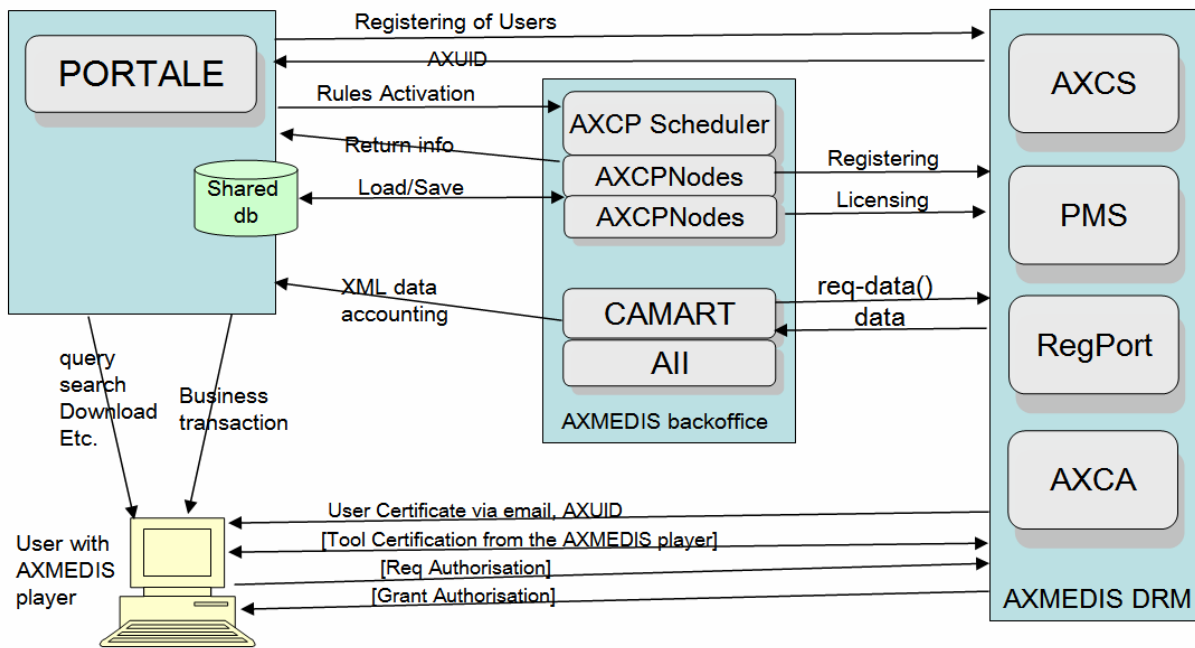 Registering of Users
PORTALE
AXUID
AXCS
Rules Activation
AXCP Scheduler
Return info
AXCPNodes
Registering
Shared
db
Load/Save
AXCPNodes
Licensing
PMS
XML data
accounting
CAMART
req-data()
data
RegPort
AII
query
search
Download
Etc.
Business
transaction
AXMEDIS backoffice
AXCA
User Certificate via email, AXUID
User with
AXMEDIS
player
[Tool Certification from the AXMEDIS player]
[Req Authorisation]
[Grant Authorisation]
AXMEDIS DRM